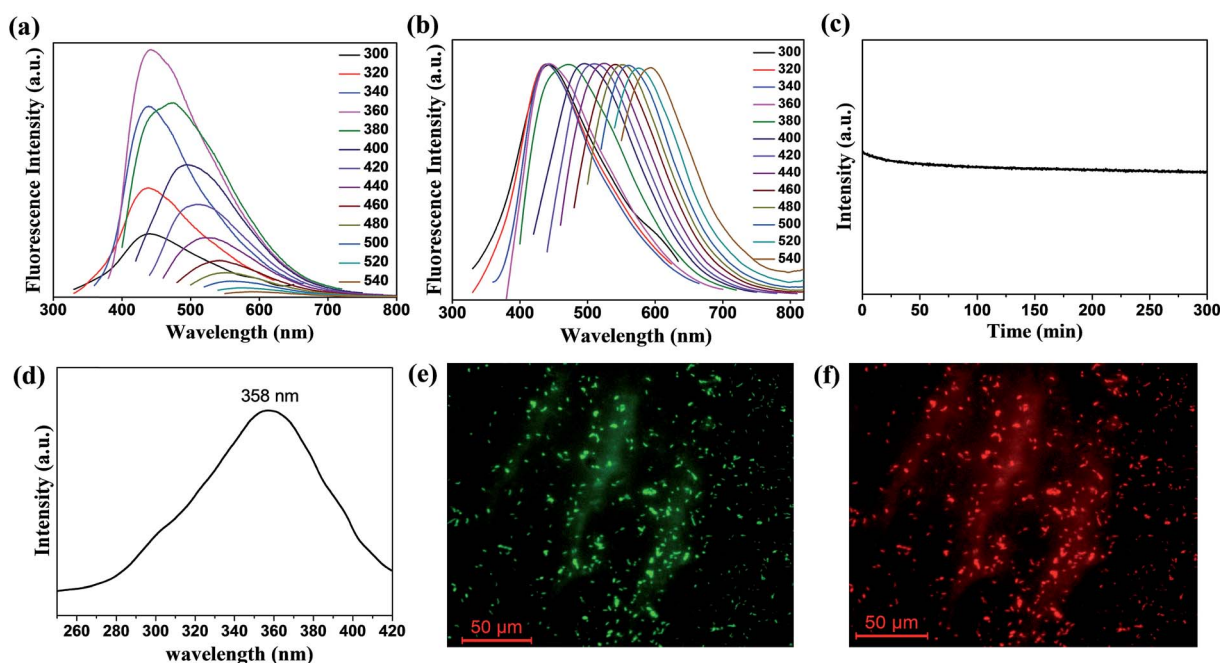 (a)
Fluorescence Intensity (a.u.)
300
320
340
360
380
400
420
440
460
480
500
520
540
300 400 500 600 700 800
Wavelength (nm)
(b)
Fluorescence Intensity (a.u.)
300
320
340
360
380
400
420
440
460
480
500
520
540
300 400 500 600 700 800
Wavelength (nm)
(c)
Intensity (a.u.)
0 50 100 150 200 250 300
Time (min)
(d)
Intensity (a.u.)
358 nm
260 280 300 320 340 360 380 400 420
wavelength (nm)
(e)
50 µm
(f)
50 µm